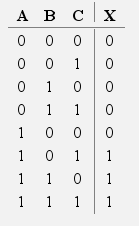 A B C X
0 0 0 0
0 0 1 0
0 1 0 0
0 1 1 0
1 0 0 0
1 0 1 1
1 1 0 1
1 1 1 1